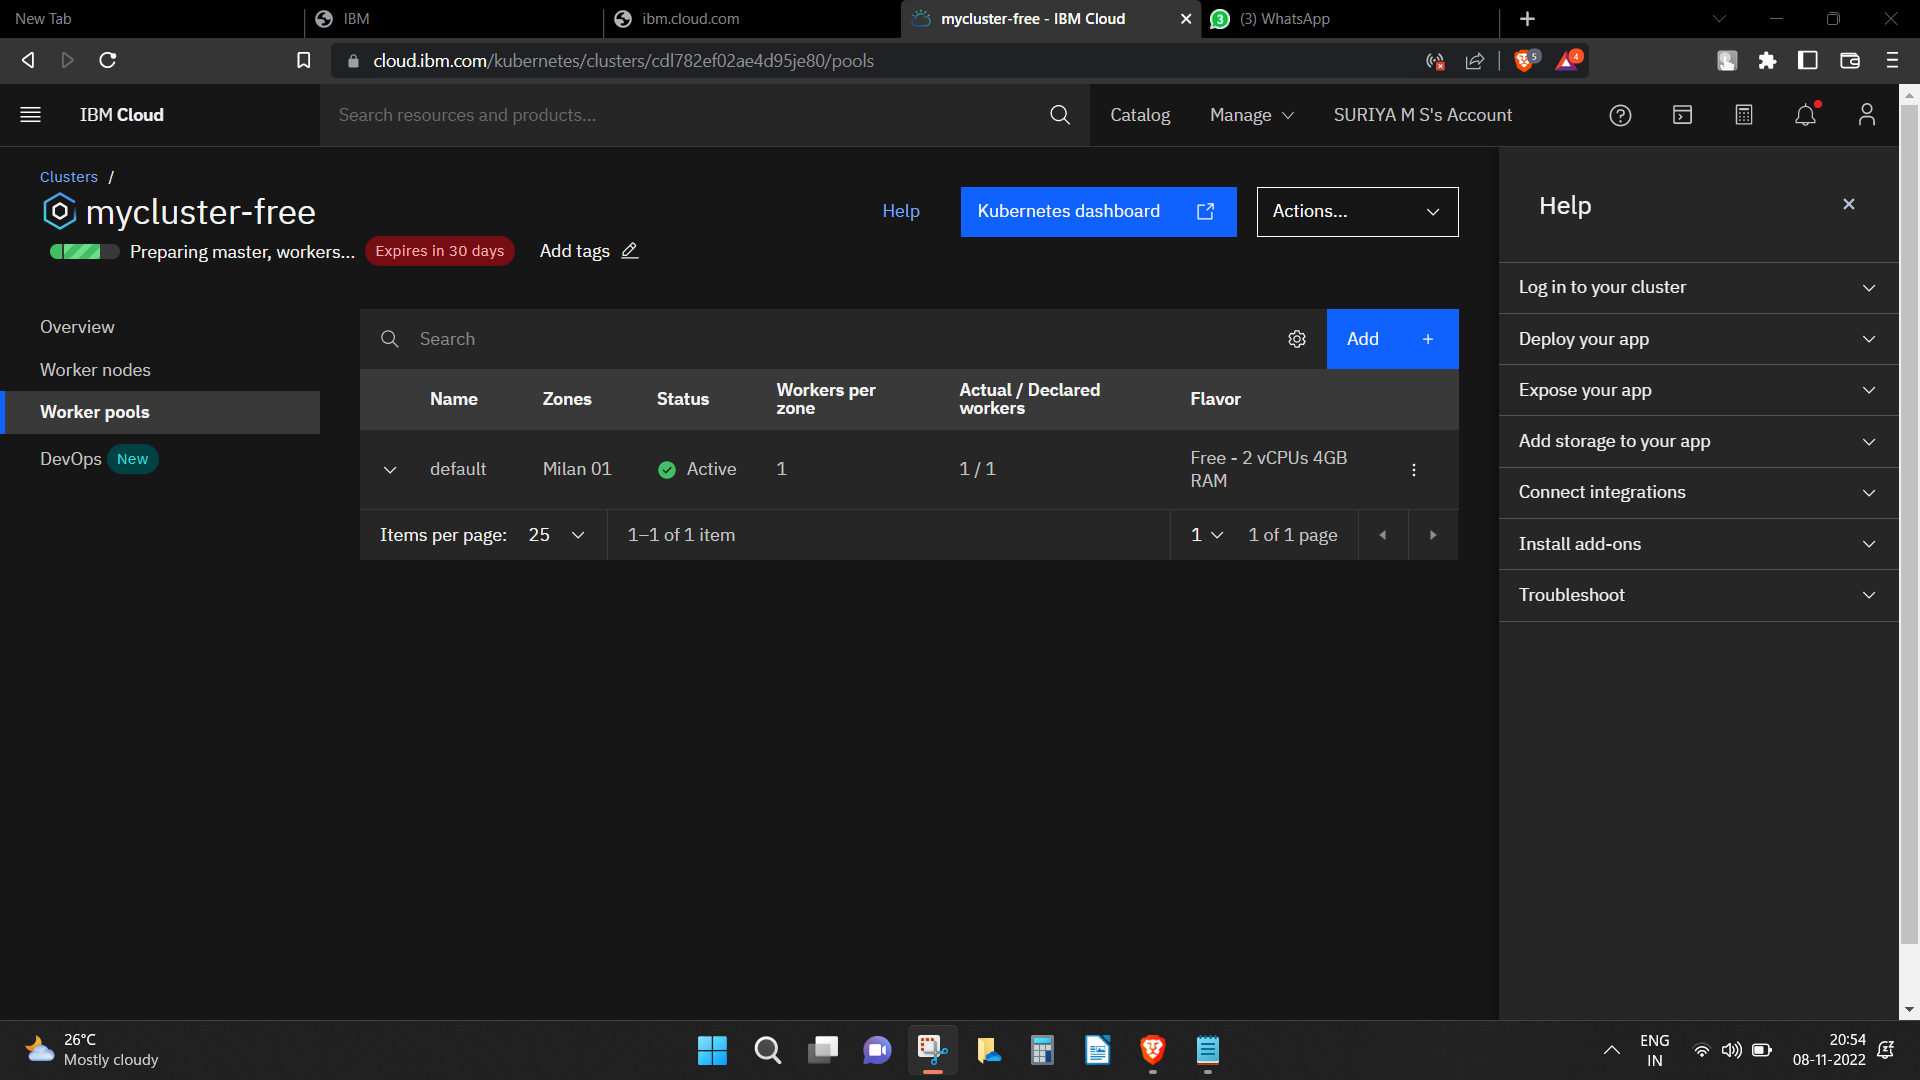 New Tab
IBM
ibm.cloud.com
mycluster-free - IBM Cloud
3
(3) WhatsApp
cloud.ibm.com/kubernetes/clusters/cdl782ef02ae4d95je80/pools
5
4
IBM Cloud
Search resources and products...
Catalog
Manage
SURIYA M S's Account
Clusters /
mycluster-free
Help
Kubernetes dashboard
Actions...
Preparing master, workers...
Expires in 30 days
Add tags
Overview
Worker nodes
Worker pools
DevOps New
Search
Add +
Name
Zones
Status
Workers per
zone
Actual / Declared
workers
Flavor
default
Milan 01
Active
1
1 / 1
Free - 2 vCPUs 4GB
RAM
Items per page: 25
1–1 of 1 item
1
1 of 1 page
Help
Log in to your cluster
Deploy your app
Expose your app
Add storage to your app
Connect integrations
Install add-ons
Troubleshoot
26°C
Mostly cloudy
ENG
IN
20:54
08-11-2022